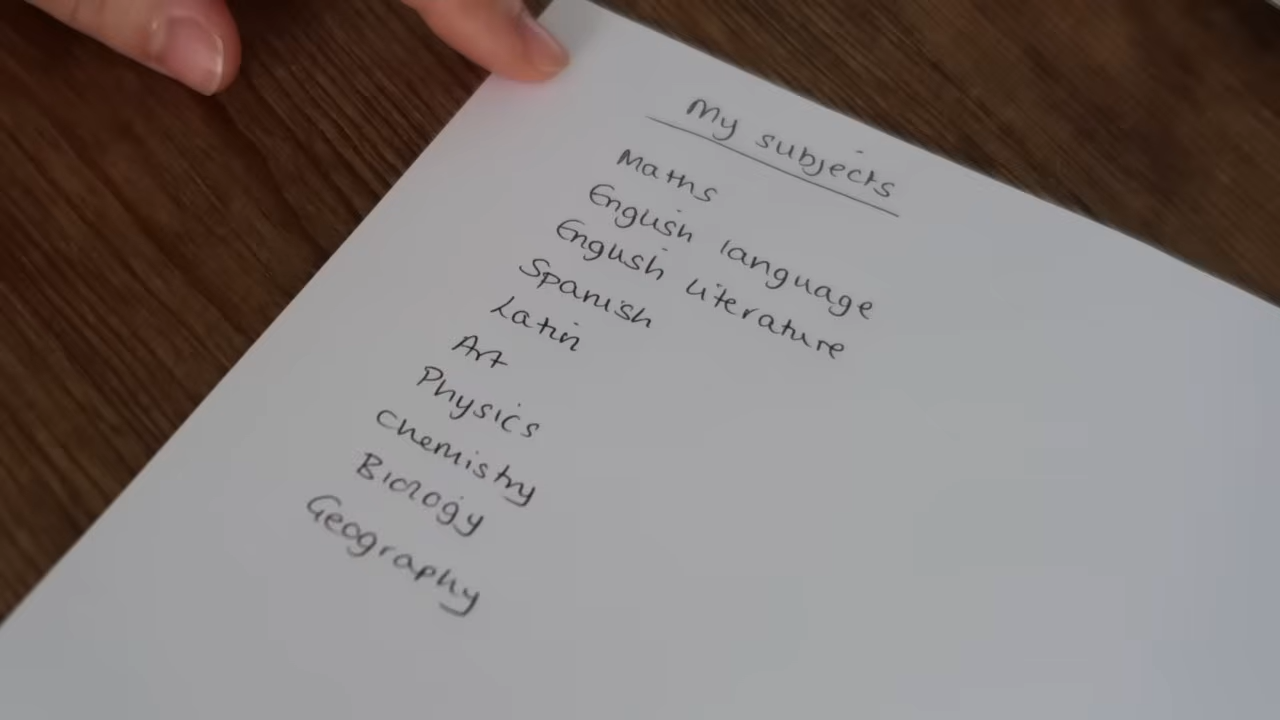 My subjects
Maths
English language
English Literature
Spanish
Latin
Art
Physics
Chemistry
Biology
Geography